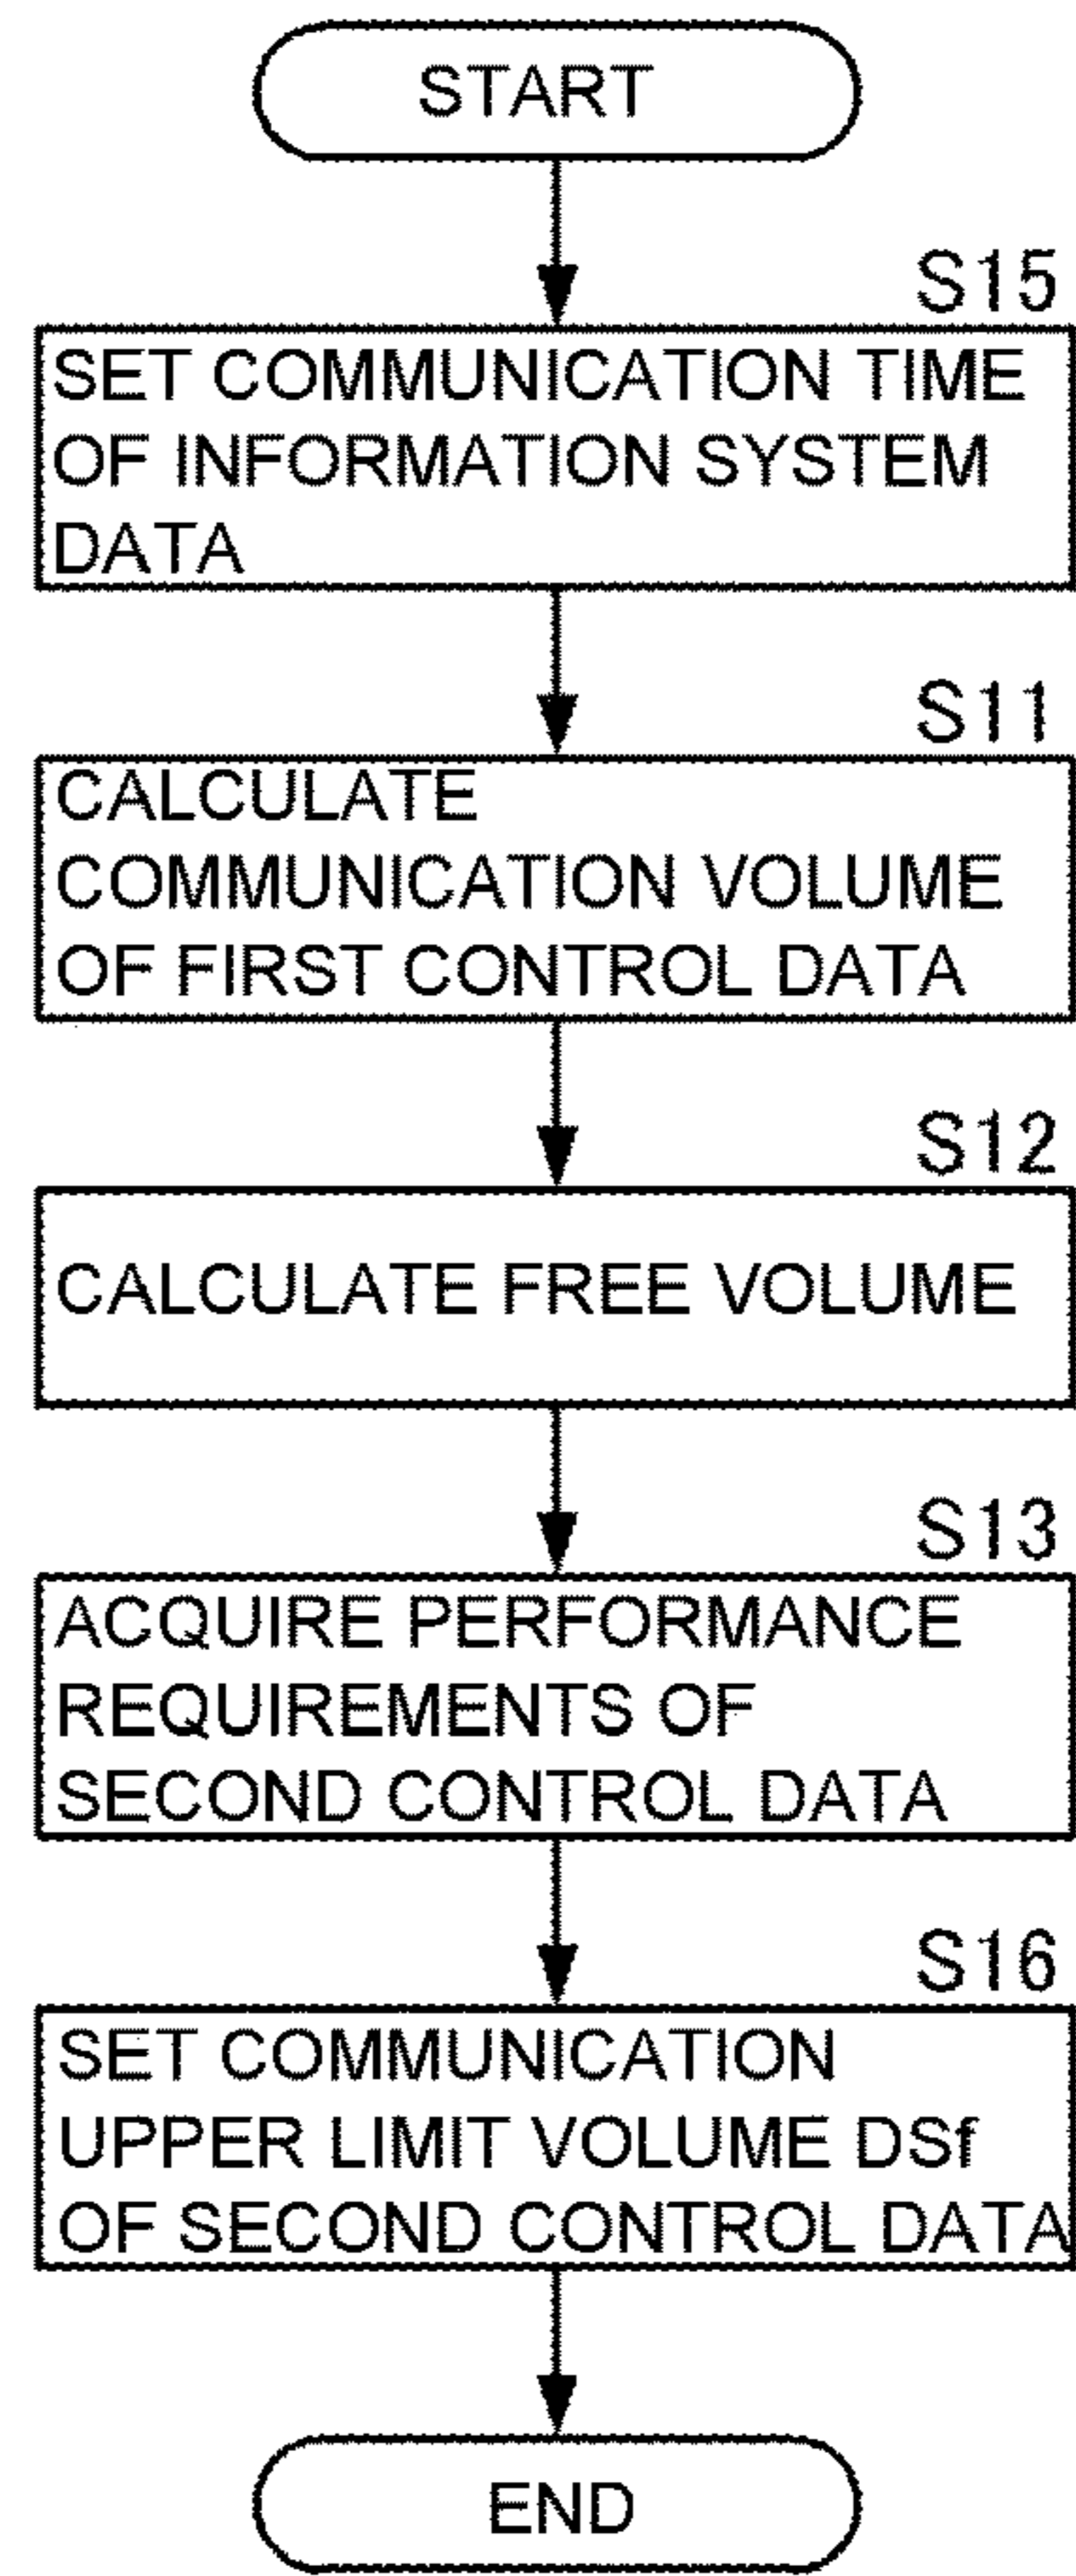 START
S15
SET COMMUNICATION TIME
OF INFORMATION SYSTEM
DATA
S11
CALCULATE
COMMUNICATION VOLUME
OF FIRST CONTROL DATA
S12
CALCULATE FREE VOLUME
S13
ACQUIRE PERFORMANCE
REQUIREMENTS OF
SECOND CONTROL DATA
S16
SET COMMUNICATION
UPPER LIMIT VOLUME DSf
OF SECOND CONTROL DATA
END